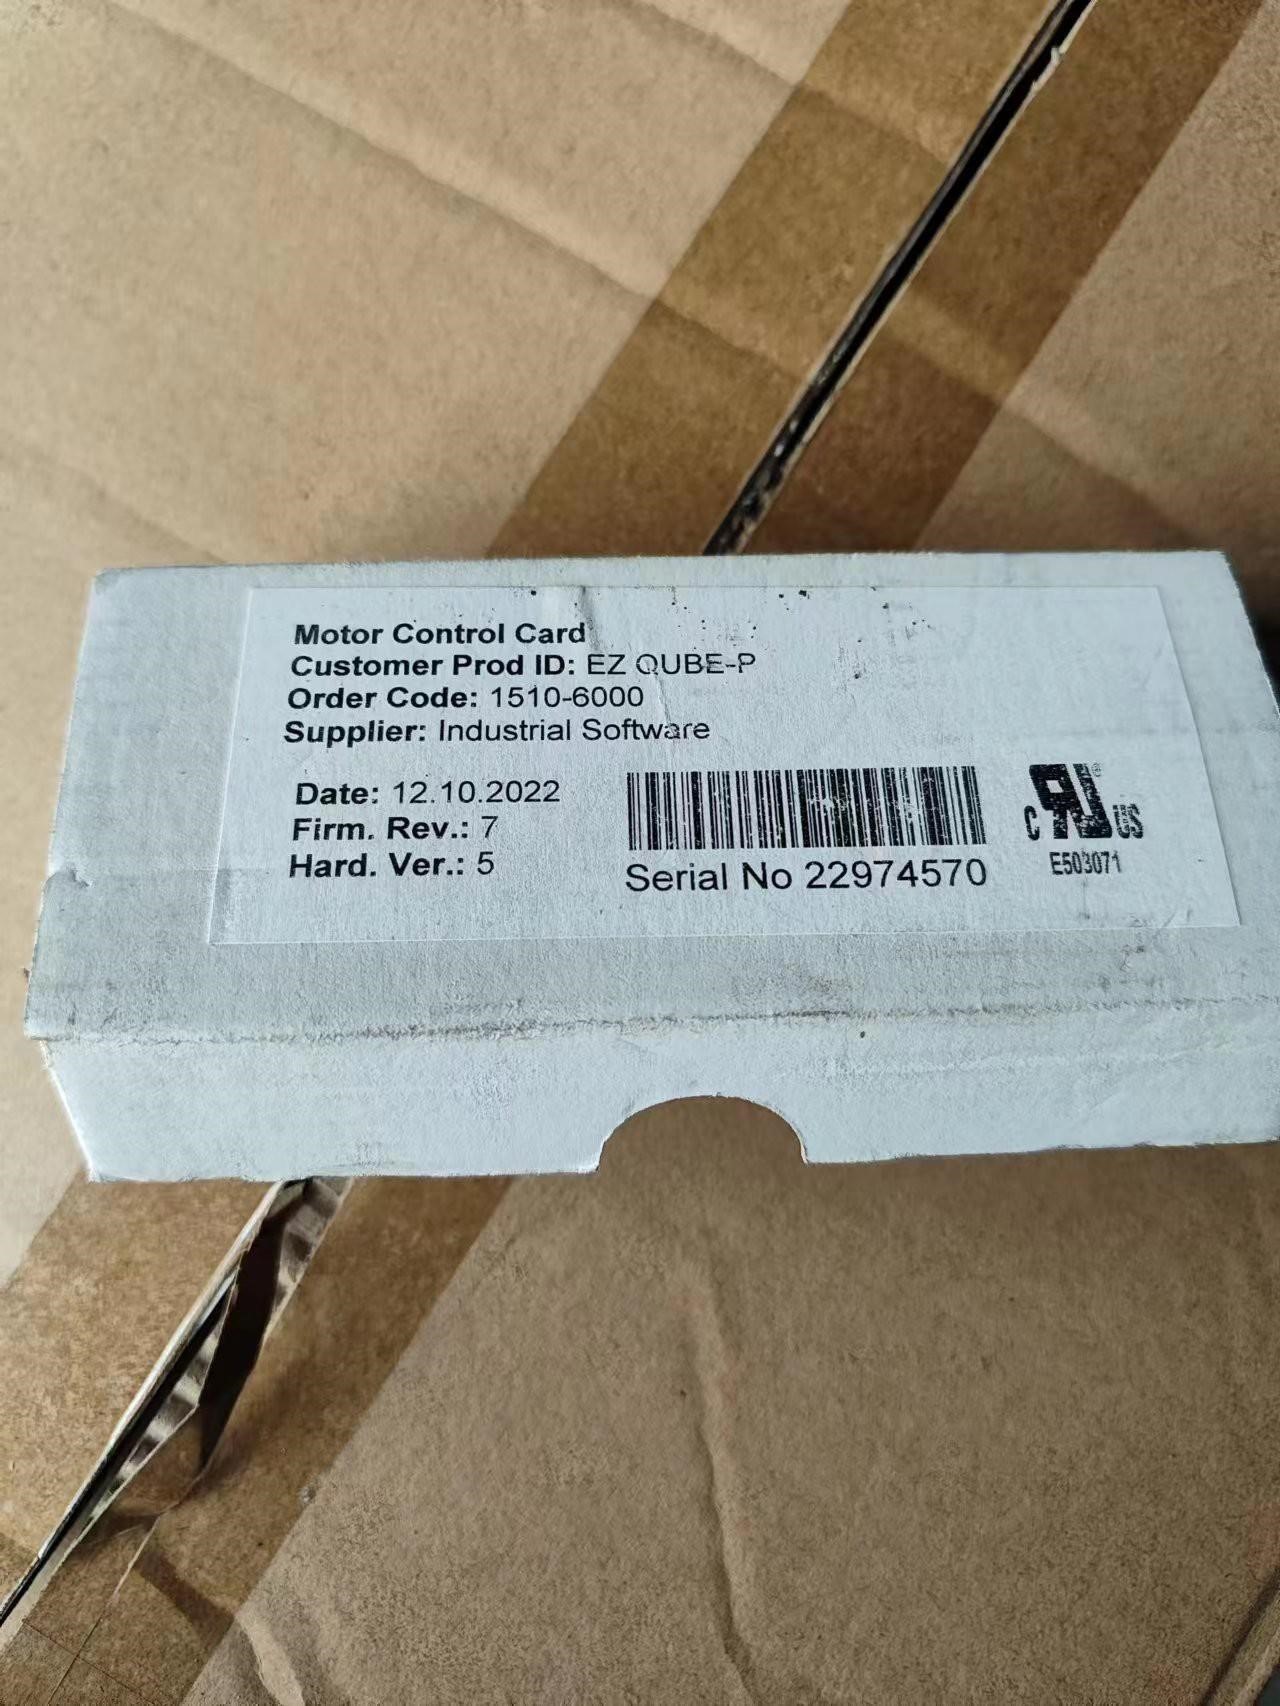 Motor Control Card
Customer Prod ID: EZ QUBE-P
Order Code: 1510-6000
Supplier: Industrial Software
Date: 12.10.2022
Firm. Rev.: 7
Hard. Ver.: 5
Serial No 22974570
c RU ® us
E503071